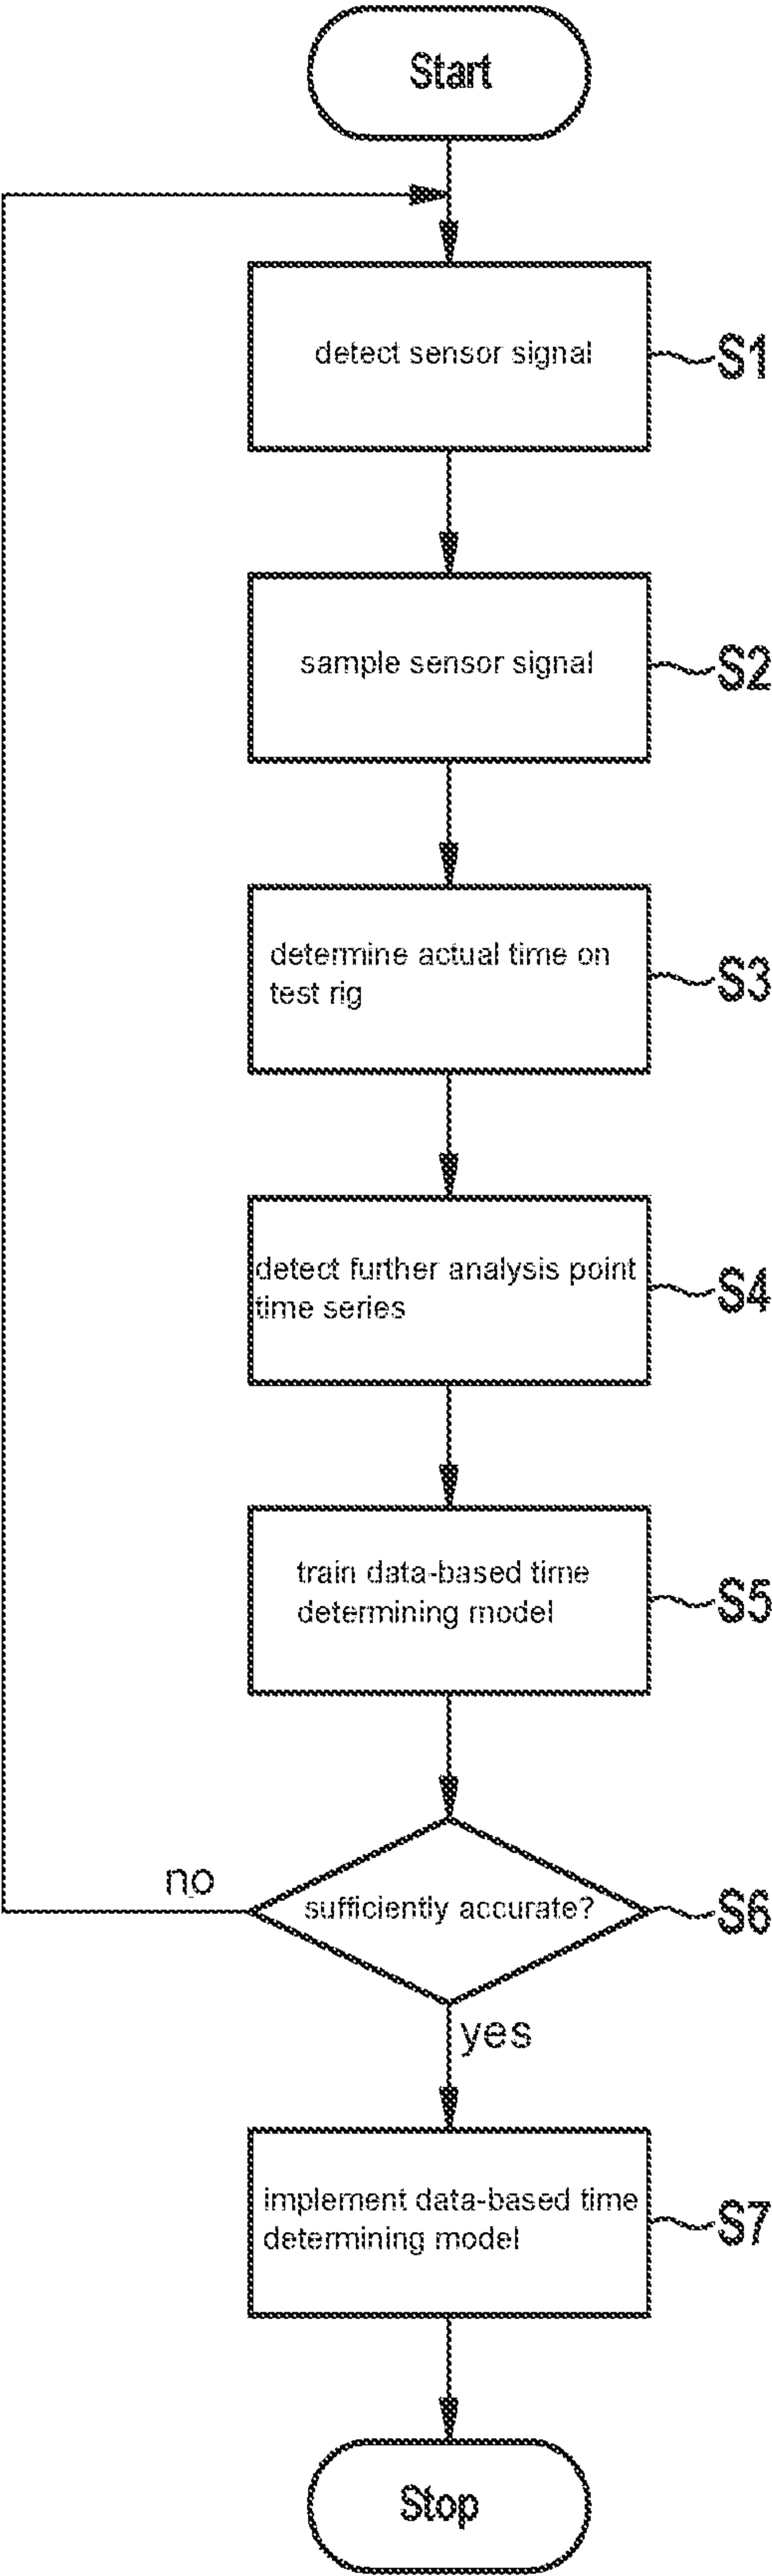 Start
detect sensor signal
S1
sample sensor signal
S2
determine actual time on
test rig
S3
detect further analysis point
time series
S4
train data-based time
determining model
S5
no
sufficiently accurate?
S6
yes
implement data-based time
determining model
S7
Stop